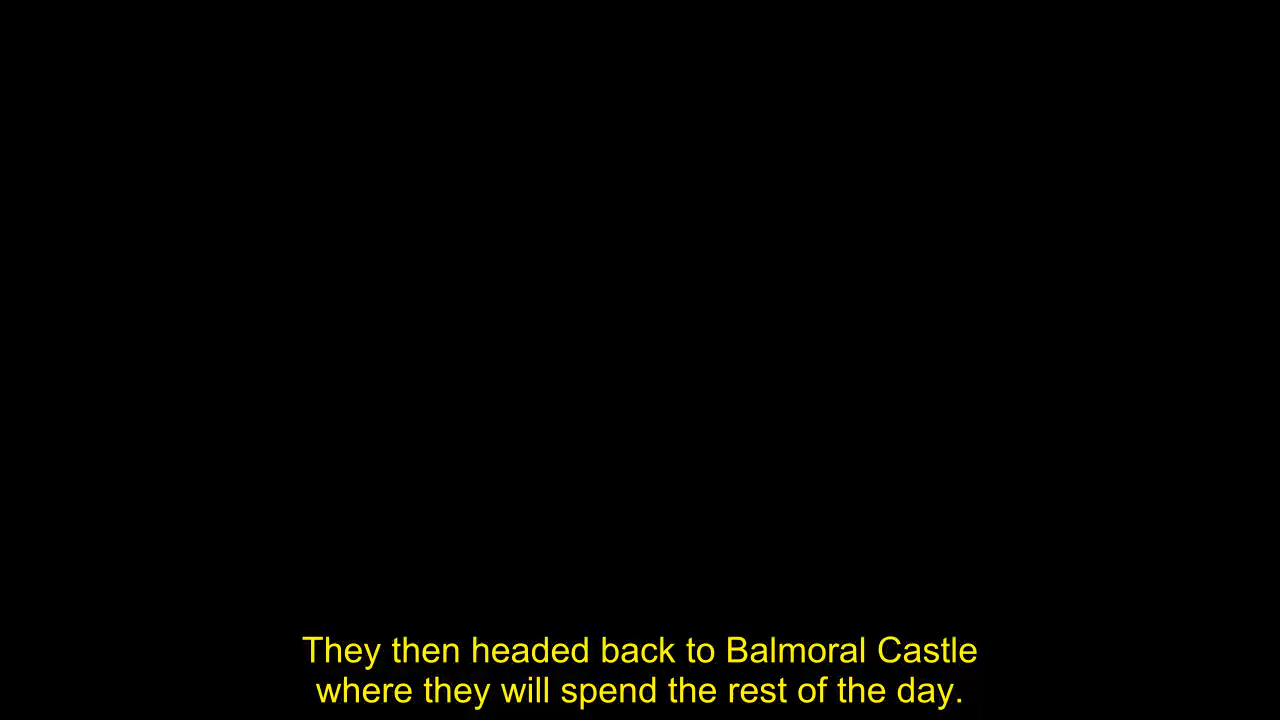 They then headed back to Balmoral Castle
where they will spend the rest of the day.